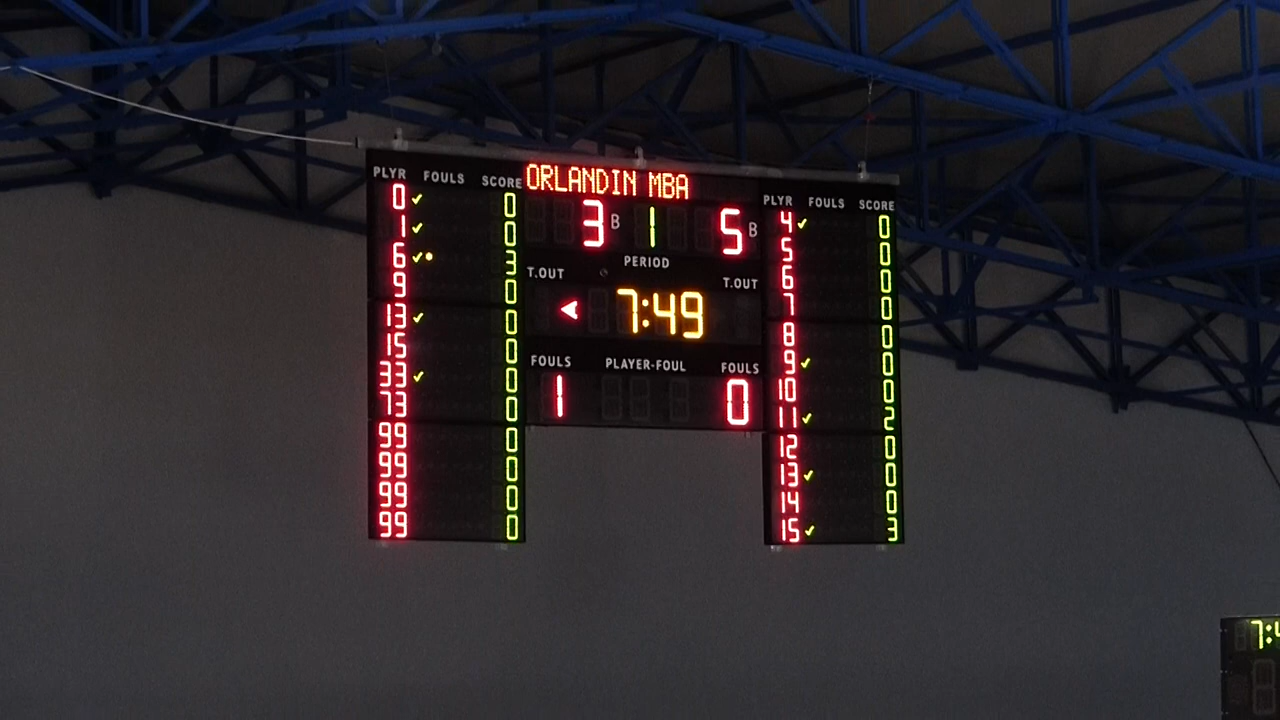 ORLANDIN MBA
PLYR FOULS SCORE
0 ✓ 0
1 ✓ 0
6 ✓• 3
9 0
13 ✓ 0
15 0
33 ✓ 0
73 0
99 0
99 0
99 0
99 0
3 B 1 5 B
PERIOD
T.OUT T.OUT
7:49
FOULS PLAYER-FOUL FOULS
1 0
PLYR FOULS SCORE
4 ✓ 0
5 0
6 0
7 0
8 0
9 ✓ 0
10 0
11 ✓ 2
12 0
13 ✓ 0
14 0
15 ✓ 3